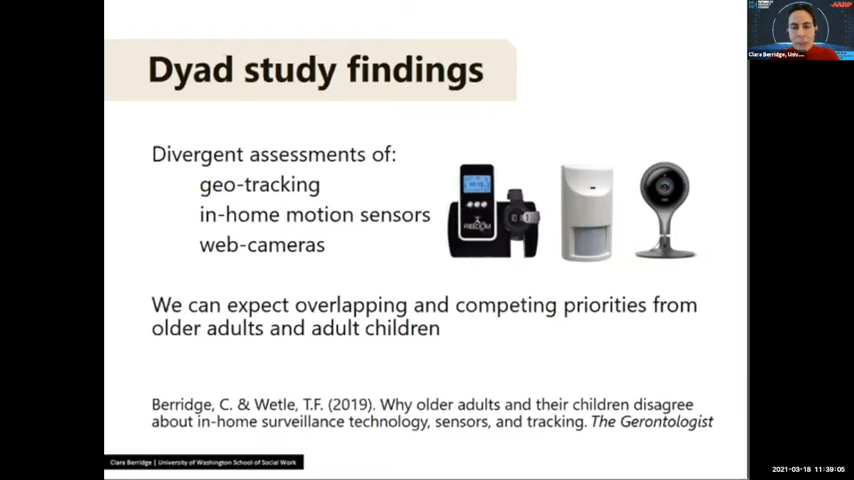 Dyad study findings
Divergent assessments of:
geo-tracking
in-home motion sensors
web-cameras
FREEDOM
We can expect overlapping and competing priorities from
older adults and adult children
Berridge, C. & Wetle, T.F. (2019). Why older adults and their children disagree
about in-home surveillance technology, sensors, and tracking. The Gerontologist
Clara Berridge | University of Washington School of Social Work
AARP
Clara Berridge, Univ...
2021-03-18 11:39:05